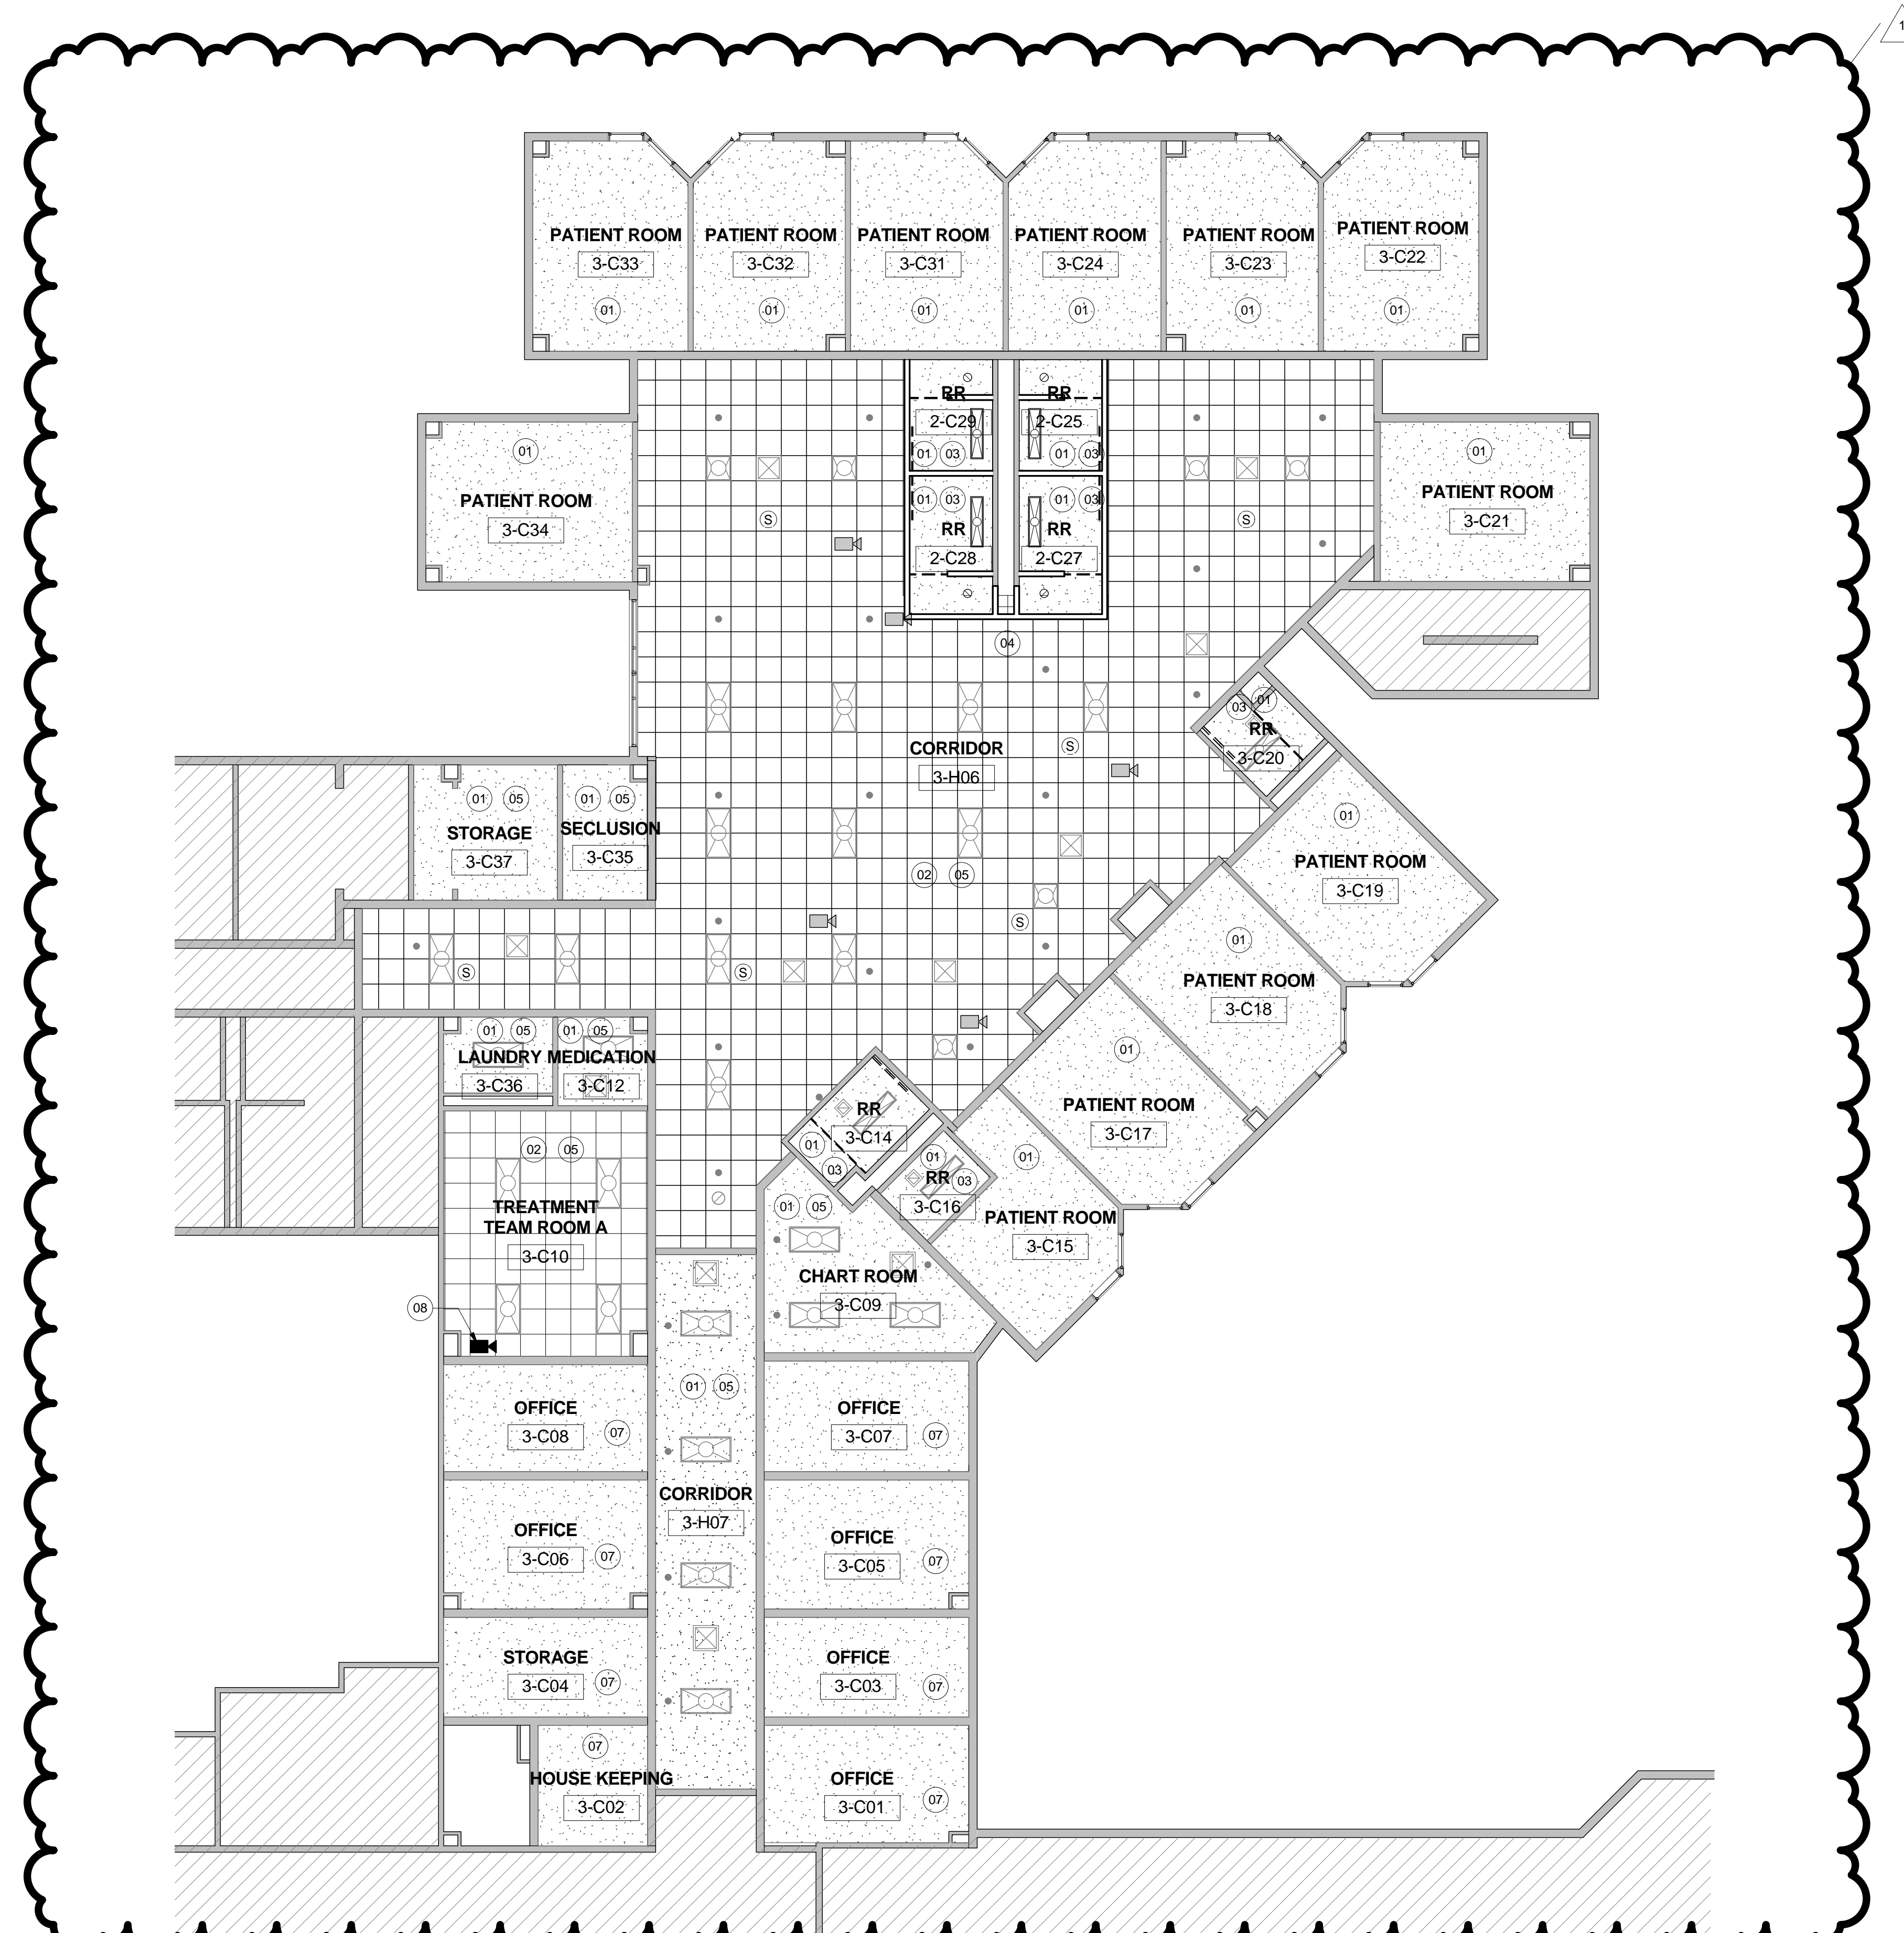 1
PATIENT ROOM
3-C33
01
PATIENT ROOM
3-C32
01
PATIENT ROOM
3-C31
01
PATIENT ROOM
3-C24
01
PATIENT ROOM
3-C23
01
PATIENT ROOM
3-C22
01
RR
2-C29
01 03
RR
2-C25
01 03
01 03
RR
2-C28
01 03
RR
2-C27
01
PATIENT ROOM
3-C34
01
PATIENT ROOM
3-C21
S
S
04
03 01
RR
3-C20
CORRIDOR
3-H06
S
01 05
STORAGE
3-C37
01 05
SECLUSION
3-C35
01
PATIENT ROOM
3-C19
02 05
S
01
PATIENT ROOM
3-C18
S
S
01 05
LAUNDRY
3-C36
01 05
MEDICATION
3-C12
01
PATIENT ROOM
3-C17
RR
3-C14
01
03
01
03
RR
3-C16
01
PATIENT ROOM
3-C15
02 05
TREATMENT
TEAM ROOM A
3-C10
01 05
CHART ROOM
3-C09
08
01 05
CORRIDOR
3-H07
OFFICE
3-C08
07
OFFICE
3-C07
07
OFFICE
3-C06
07
OFFICE
3-C05
07
STORAGE
3-C04
07
OFFICE
3-C03
07
07
HOUSE KEEPING
3-C02
OFFICE
3-C01
07